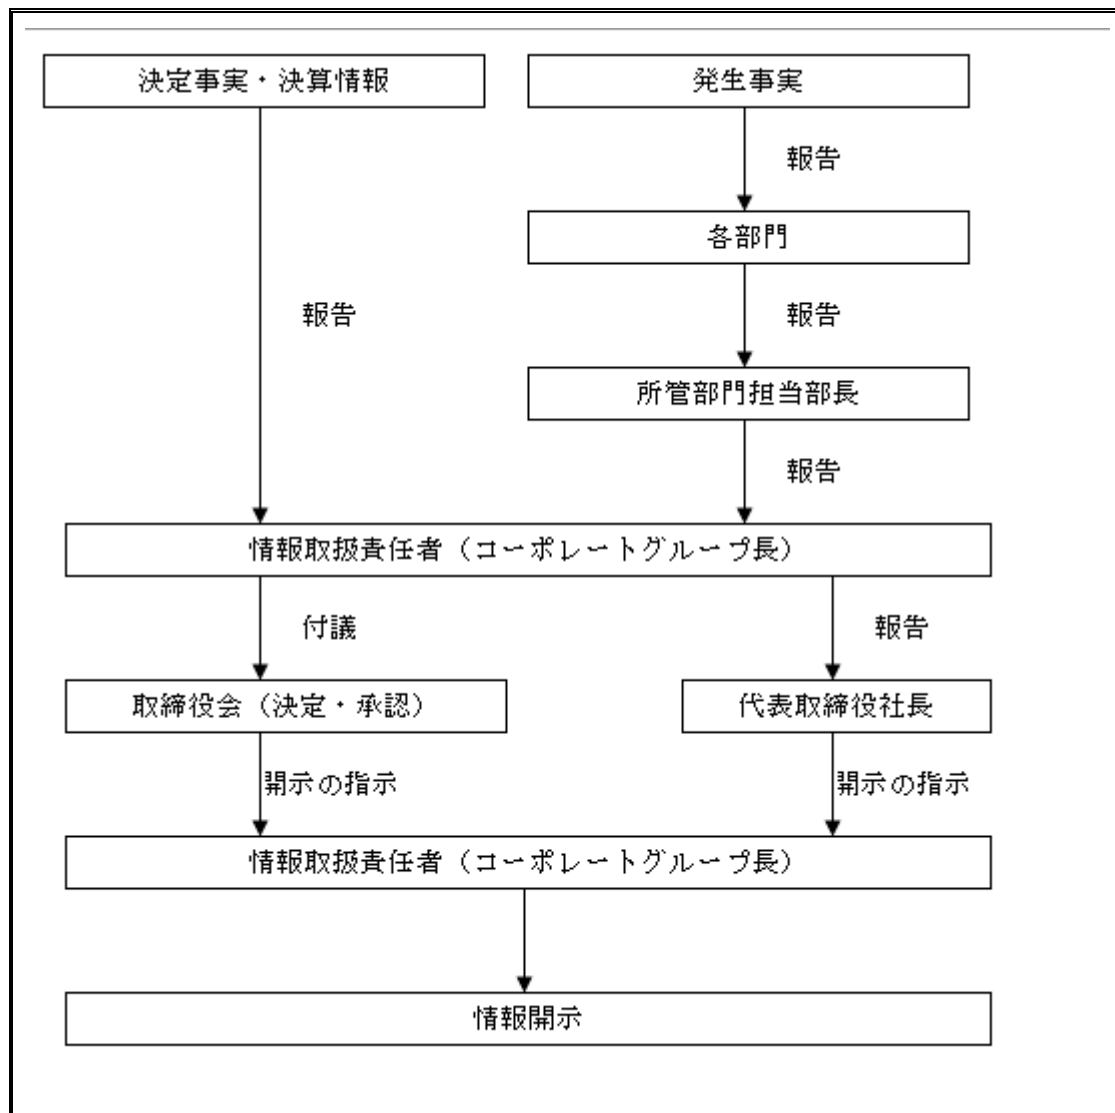 決定事実・決算情報
発生事実
報告
各部門
報告
報告
所管部門担当部長
報告
情報取扱責任者（コーポレートグループ長）
付議
報告
取締役会（決定・承認）
代表取締役社長
開示の指示
開示の指示
情報取扱責任者（コーポレートグループ長）
情報開示